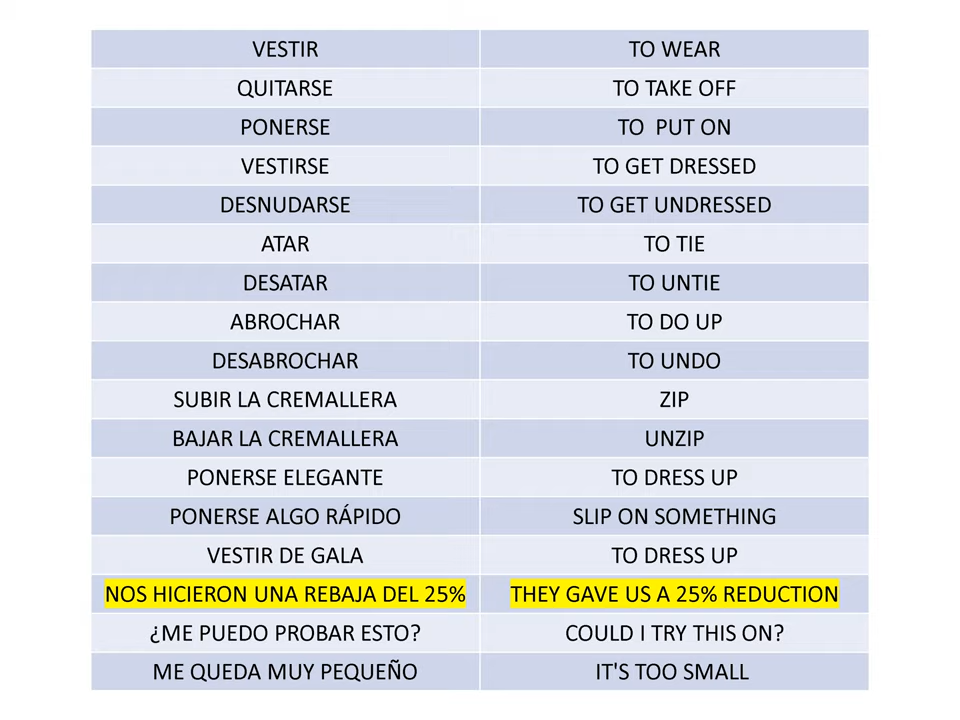 VESTIR TO WEAR
QUITARSE TO TAKE OFF
PONERSE TO PUT ON
VESTIRSE TO GET DRESSED
DESNUDARSE TO GET UNDRESSED
ATAR TO TIE
DESATAR TO UNTIE
ABROCHAR TO DO UP
DESABROCHAR TO UNDO
SUBIR LA CREMALLERA ZIP
BAJAR LA CREMALLERA UNZIP
PONERSE ELEGANTE TO DRESS UP
PONERSE ALGO RÁPIDO SLIP ON SOMETHING
VESTIR DE GALA TO DRESS UP
NOS HICIERON UNA REBAJA DEL 25% THEY GAVE US A 25% REDUCTION
¿ME PUEDO PROBAR ESTO? COULD I TRY THIS ON?
ME QUEDA MUY PEQUEÑO IT'S TOO SMALL